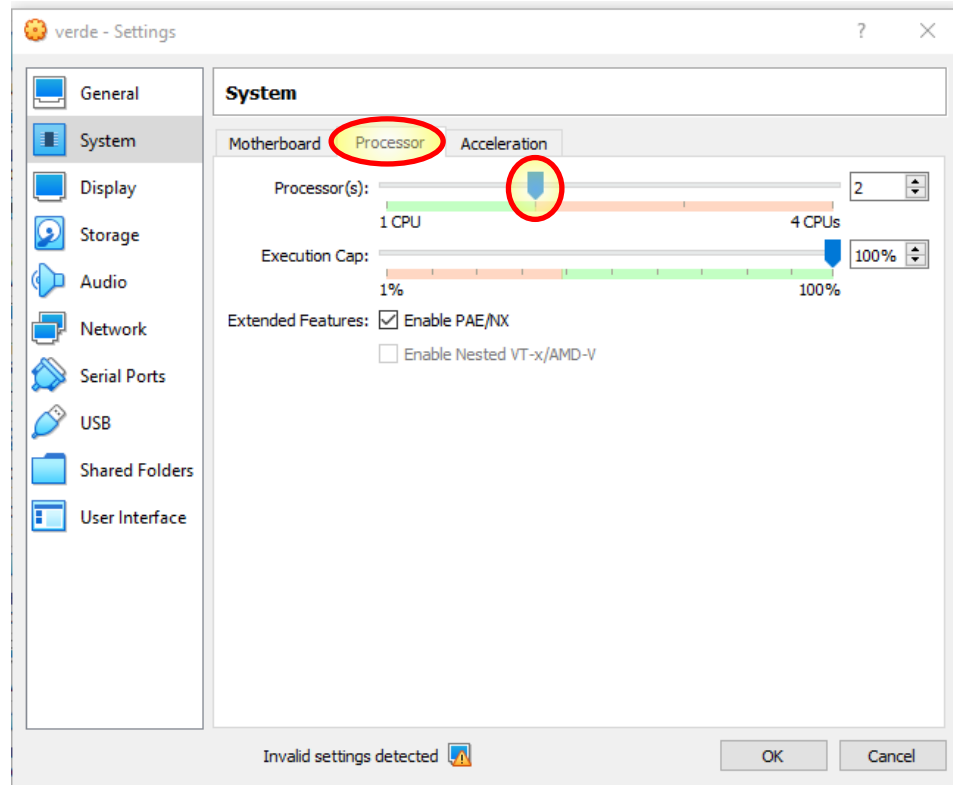 verde - Settings
?
General
System
Display
Storage
Audio
Network
Serial Ports
USB
Shared Folders
User Interface
System
Motherboard Processor Acceleration
Processor(s): 2
1 CPU 4 CPUs
Execution Cap: 100%
1% 100%
Extended Features: Enable PAE/NX
Enable Nested VT-x/AMD-V
Invalid settings detected OK Cancel